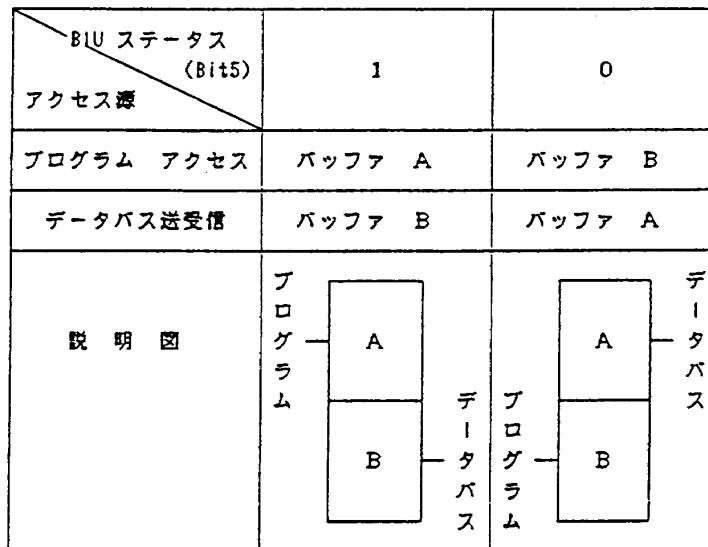 BIU ステータス
(Bit5)
アクセス源
1
0
プログラム アクセス
バッファ A
バッファ B
データバス送受信
バッファ B
バッファ A
説 明 図
プログラム
A
B
データバス
プログラム
A
B
データバス